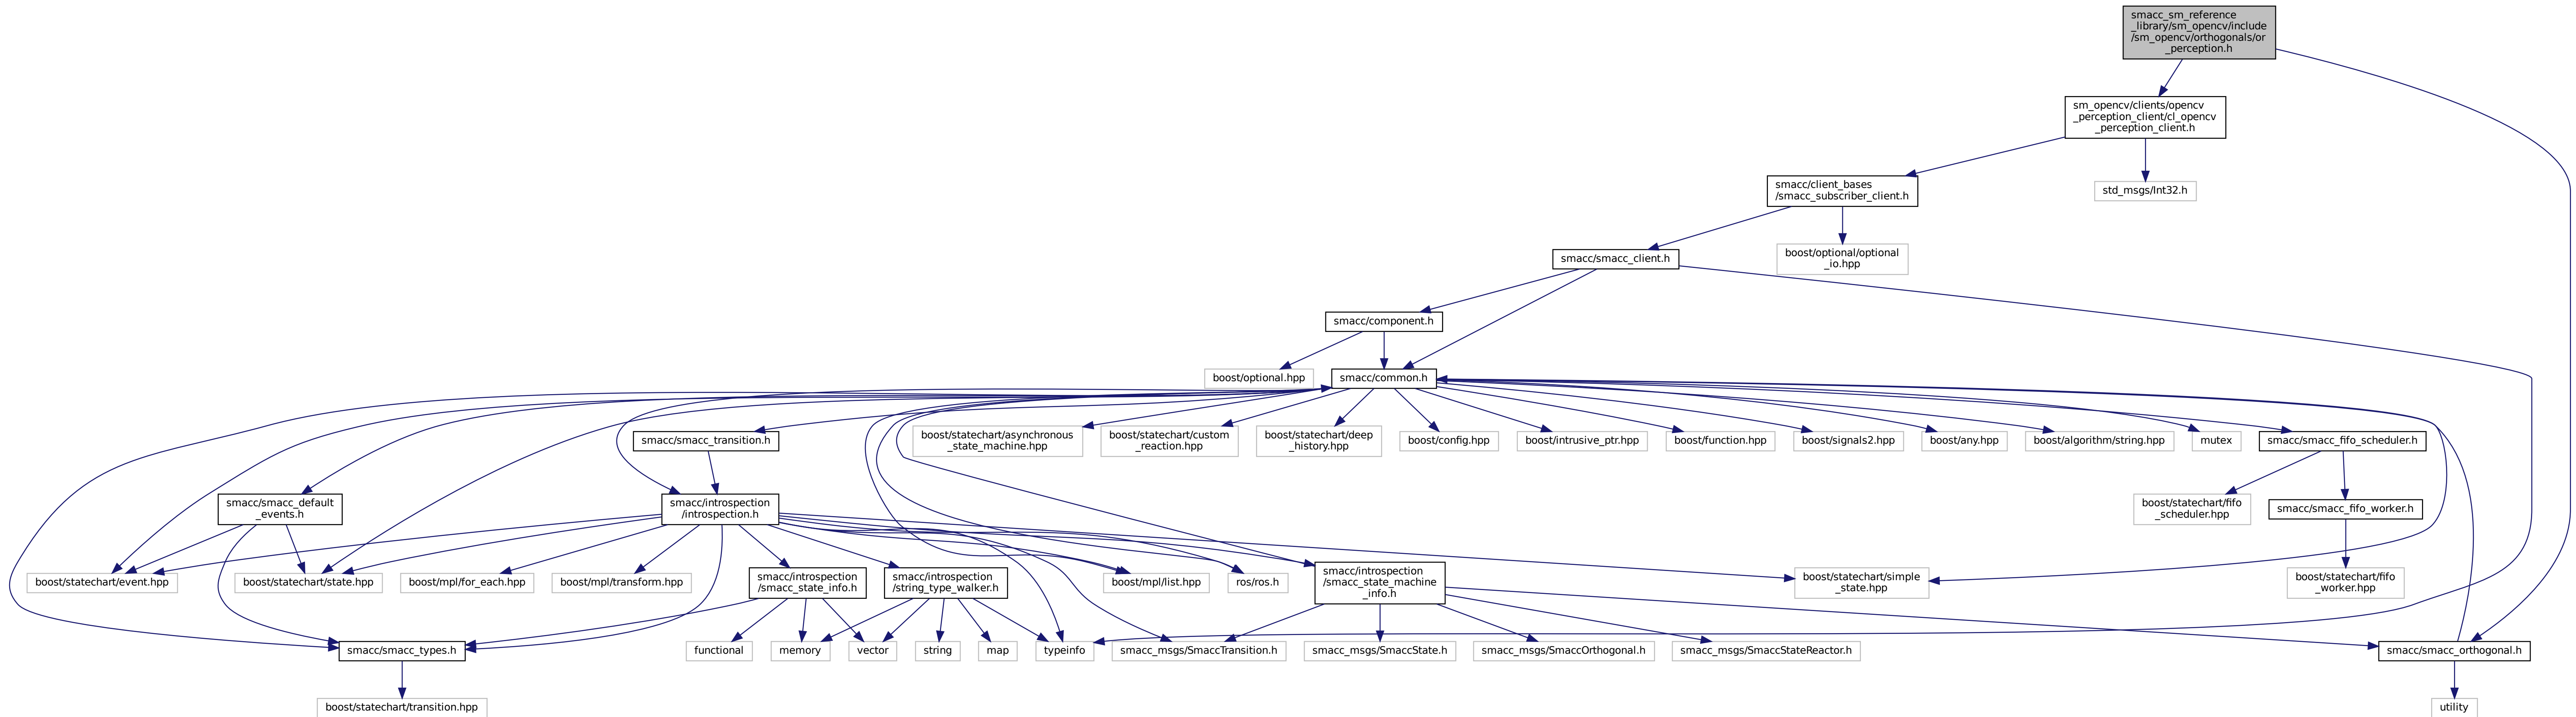 smacc_sm_reference
_library/sm_opencv/include
/sm_opencv/orthogonals/or
_perception.h
sm_opencv/clients/opencv
_perception_client/cl_opencv
_perception_client.h
smacc/client_bases
/smacc_subscriber_client.h
std_msgs/Int32.h
smacc/smacc_client.h
boost/optional/optional
_io.hpp
smacc/component.h
boost/optional.hpp
smacc/common.h
smacc/smacc_transition.h
boost/statechart/asynchronous
_state_machine.hpp
boost/statechart/custom
_reaction.hpp
boost/statechart/deep
_history.hpp
boost/config.hpp
boost/intrusive_ptr.hpp
boost/function.hpp
boost/signals2.hpp
boost/any.hpp
boost/algorithm/string.hpp
mutex
smacc/smacc_fifo_scheduler.h
smacc/smacc_default
_events.h
smacc/introspection
/introspection.h
boost/statechart/fifo
_scheduler.hpp
smacc/smacc_fifo_worker.h
boost/statechart/event.hpp
boost/statechart/state.hpp
boost/mpl/for_each.hpp
boost/mpl/transform.hpp
smacc/introspection
/smacc_state_info.h
smacc/introspection
/string_type_walker.h
boost/mpl/list.hpp
ros/ros.h
smacc/introspection
/smacc_state_machine
_info.h
boost/statechart/simple
_state.hpp
boost/statechart/fifo
_worker.hpp
smacc/smacc_types.h
functional
memory
vector
string
map
typeinfo
smacc_msgs/SmaccTransition.h
smacc_msgs/SmaccState.h
smacc_msgs/SmaccOrthogonal.h
smacc_msgs/SmaccStateReactor.h
smacc/smacc_orthogonal.h
boost/statechart/transition.hpp
utility